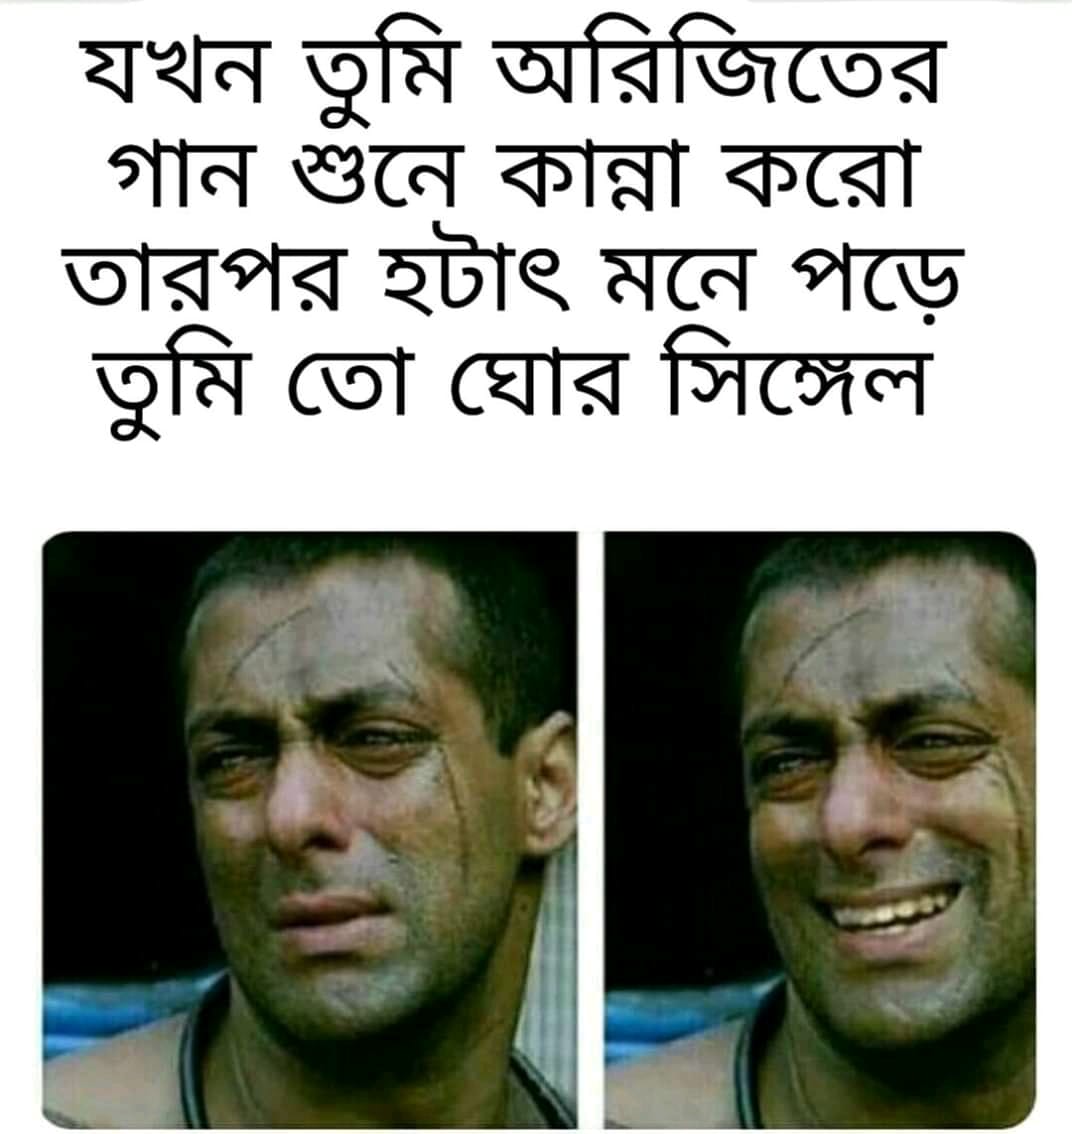 যখন তুমি অরিজিতের
গান শুনে কান্না করো
তারপর হটাৎ মনে পড়ে
তুমি তো ঘোর সিঙ্গেল